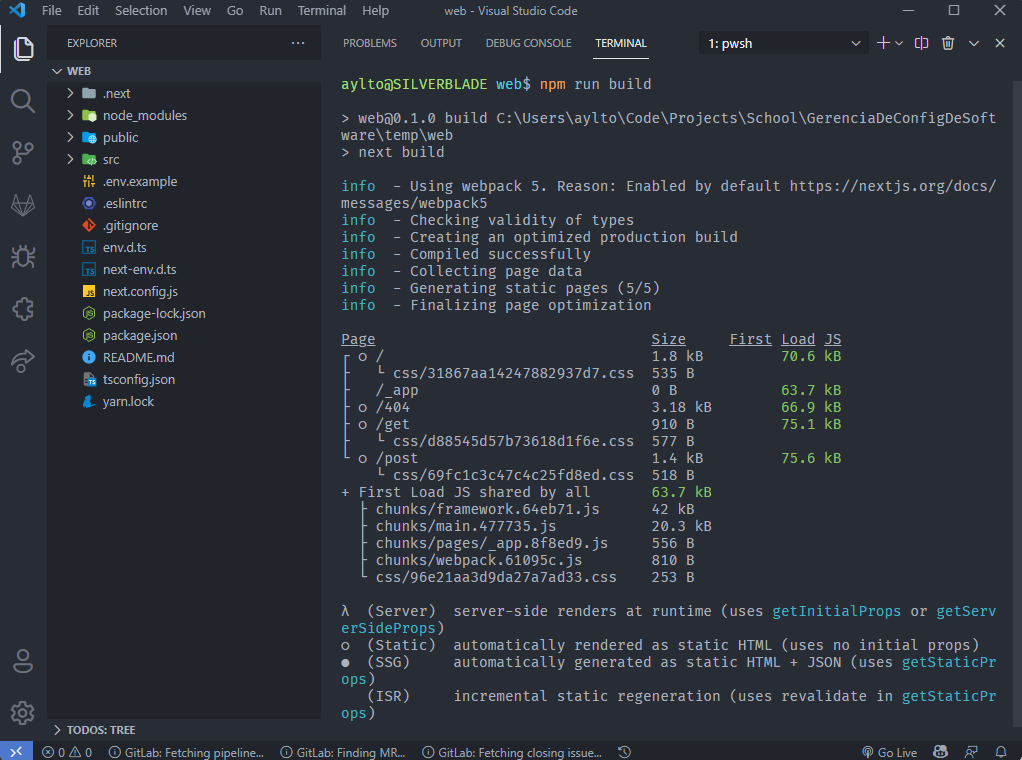 File Edit Selection View Go Run Terminal Help web - Visual Studio Code
EXPLORER ···
PROBLEMS OUTPUT DEBUG CONSOLE TERMINAL 1: pwsh
WEB
.next
node_modules
public
src
.env.example
.eslintrc
.gitignore
env.d.ts
next-env.d.ts
next.config.js
package-lock.json
package.json
README.md
tsconfig.json
yarn.lock
TODOS: TREE
aylto@SILVERBLADE web$ npm run build
> web@0.1.0 build C:\Users\aylto\Code\Projects\School\GerenciaDeConfigDeSoft
ware\temp\web
> next build
info  - Using webpack 5. Reason: Enabled by default https://nextjs.org/docs/
messages/webpack5
info  - Checking validity of types
info  - Creating an optimized production build
info  - Compiled successfully
info  - Collecting page data
info  - Generating static pages (5/5)
info  - Finalizing page optimization
Page Size First Load JS
┌ ○ / 1.8 kB 70.6 kB
├   └ css/31867aa14247882937d7.css 535 B
├   /_app 0 B 63.7 kB
├ ○ /404 3.18 kB 66.9 kB
├ ○ /get 910 B 75.1 kB
├   └ css/d88545d57b73618d1f6e.css 577 B
└ ○ /post 1.4 kB 75.6 kB
    └ css/69fc1c3c47c4c25fd8ed.css 518 B
+ First Load JS shared by all 63.7 kB
  ├ chunks/framework.64eb71.js 42 kB
  ├ chunks/main.477735.js 20.3 kB
  ├ chunks/pages/_app.8f8ed9.js 556 B
  ├ chunks/webpack.61095c.js 810 B
  └ css/96e21aa3d9da27a7ad33.css 253 B
λ  (Server)  server-side renders at runtime (uses getInitialProps or getServ
erSideProps)
○  (Static)  automatically rendered as static HTML (uses no initial props)
●  (SSG)     automatically generated as static HTML + JSON (uses getStaticPr
ops)
   (ISR)     incremental static regeneration (uses revalidate in getStaticPr
ops)
0 0 GitLab: Fetching pipeline... GitLab: Finding MR... GitLab: Fetching closing issue... Go Live